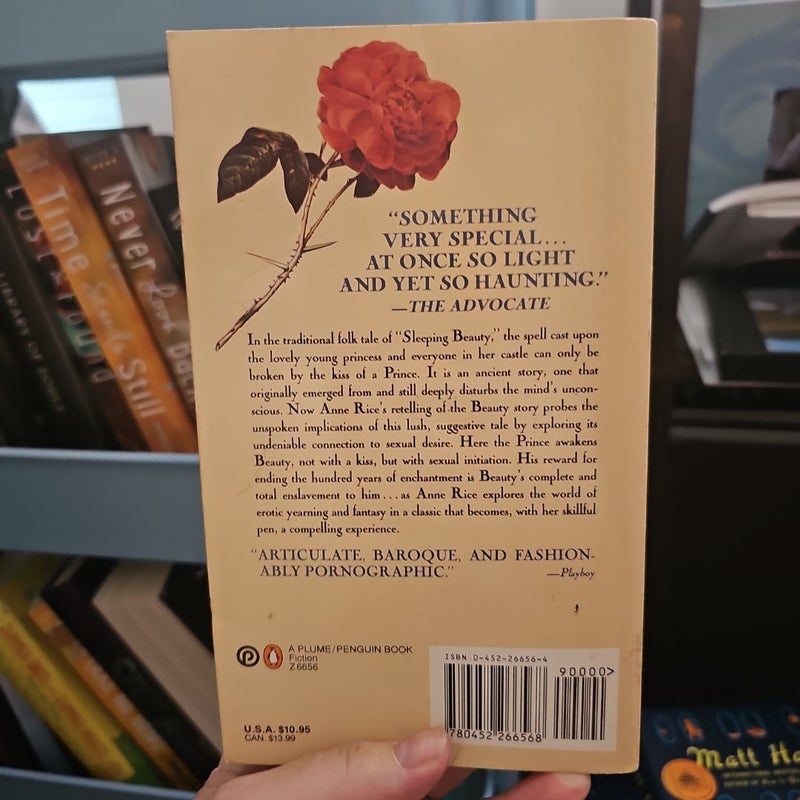 "SOMETHING
VERY SPECIAL...
AT ONCE SO LIGHT
AND YET SO HAUNTING."
—THE ADVOCATE
In the traditional folk tale of "Sleeping Beauty," the spell cast upon
the lovely young princess and everyone in her castle can only be
broken by the kiss of a Prince. It is an ancient story, one that
originally emerged from and still deeply disturbs the mind's uncon-
scious. Now Anne Rice's retelling of the Beauty story probes the
unspoken implications of this lush, suggestive tale by exploring its
undeniable connection to sexual desire. Here the Prince awakens
Beauty, not with a kiss, but with sexual initiation. His reward for
ending the hundred years of enchantment is Beauty's complete and
total enslavement to him...as Anne Rice explores the world of
erotic yearning and fantasy in a classic that becomes, with her skillful
pen, a compelling experience.
"ARTICULATE, BAROQUE, AND FASHION-
ABLY PORNOGRAPHIC."
—Playboy
A PLUME/PENGUIN BOOK
Fiction
Z6656
U.S.A. $10.95
CAN. $13.99
ISBN 0-452-26656-4
90000>
780452 266568
Time
Stands
Still
Never
Look Back
LOST & FOUND
LIBRARY OF
Matt Ha